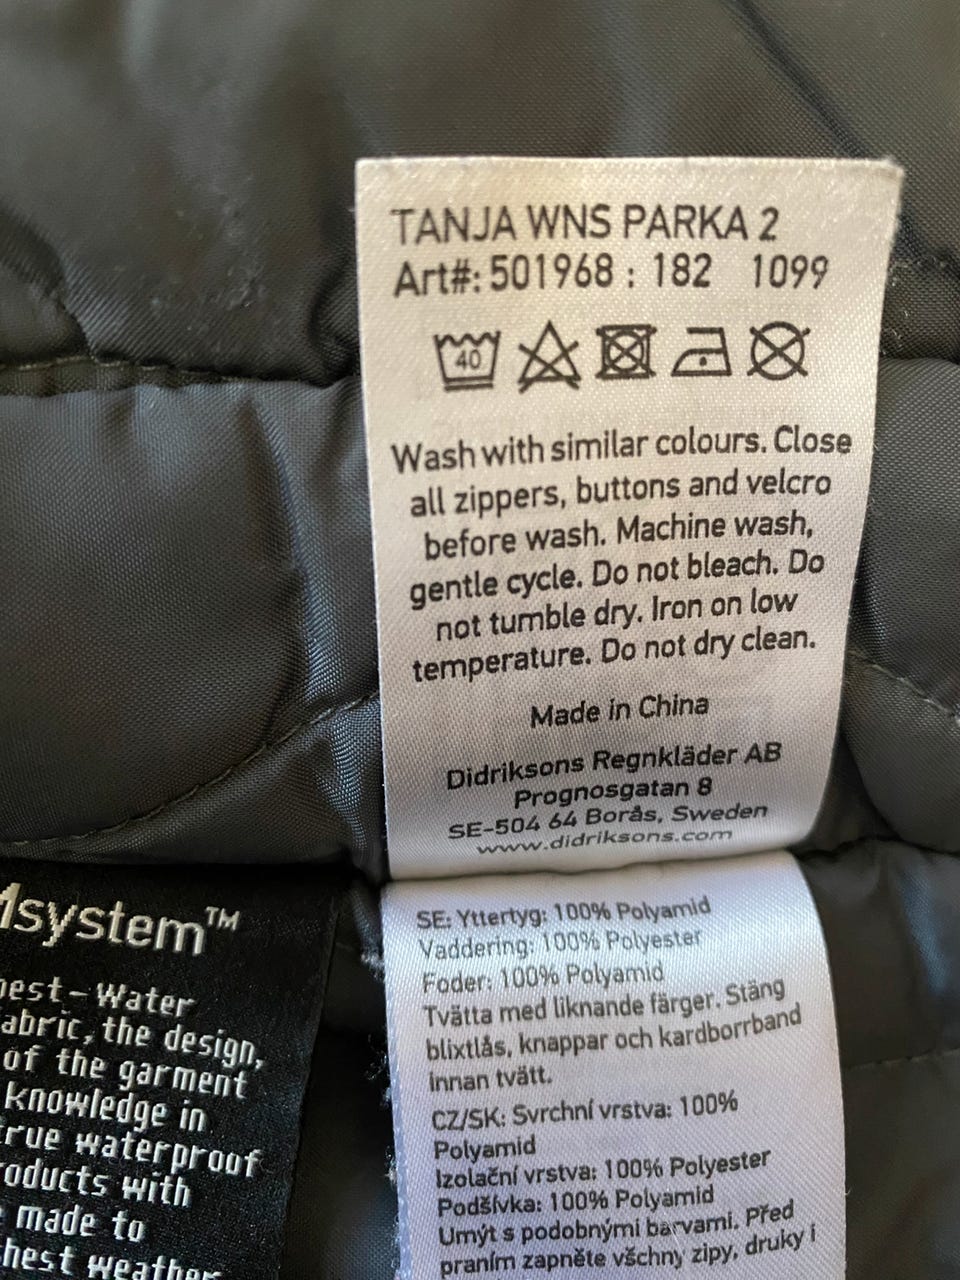 TANJA WNS PARKA 2
Art#: 501968 : 182 1099
40
Wash with similar colours. Close
all zippers, buttons and velcro
before wash. Machine wash,
gentle cycle. Do not bleach. Do
not tumble dry. Iron on low
temperature. Do not dry clean.
Made in China
Didriksons Regnkläder AB
Prognosgatan 8
SE-504 64 Borås, Sweden
www.didriksons.com
SE: Yttertyg: 100% Polyamid
Vaddering: 100% Polyester
Foder: 100% Polyamid
Tvätta med liknande färger. Stäng
blixtlås, knappar och kardborrband
innan tvätt.
CZ/SK: Svrchní vrstva: 100%
Polyamid
Izolační vrstva: 100% Polyester
Podšívka: 100% Polyamid
Umýt s podobnými barvami. Před
praním zapněte všchny zipy, druky i
system™
- Water
the design,
of the garment
knowledge in
waterproof
with
made to
weather